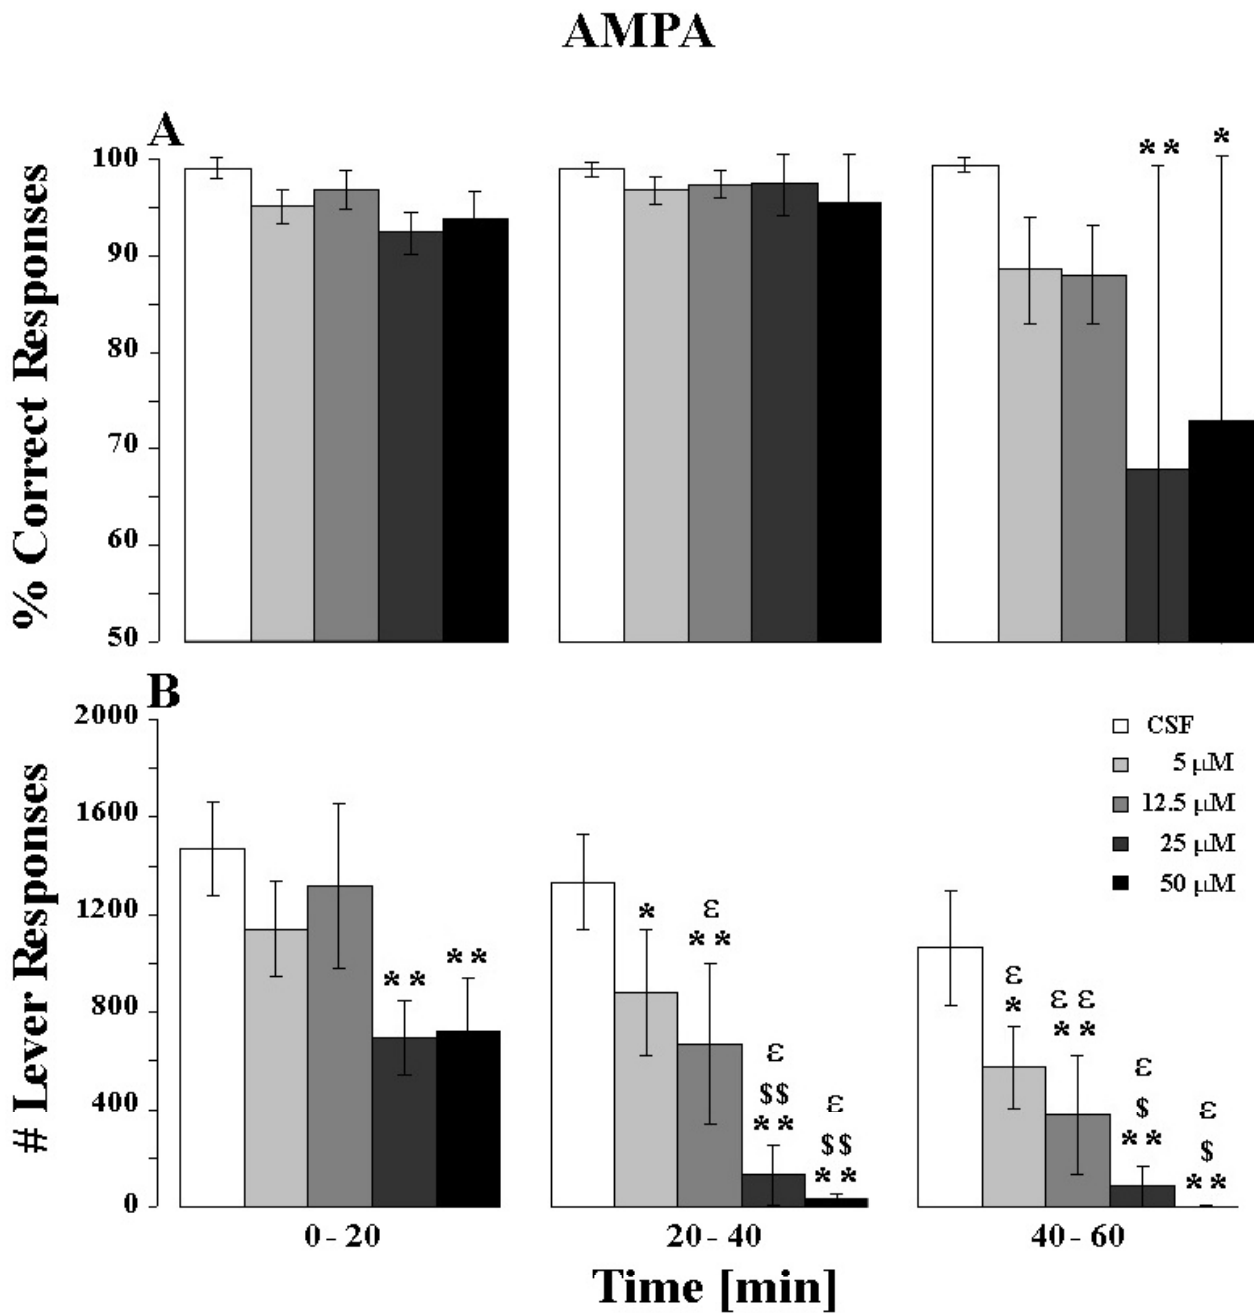 AMPA
A
% Correct Responses
100
90
80
70
60
50
** *
B
# Lever Responses
2000
1600
1200
800
400
0
CSF
5 μM
12.5 μM
25 μM
50 μM
** **
*
ε
**
ε
$$
**
ε
$$
**
ε
*
ε ε
**
ε
$
**
ε
$
**
0 - 20 20 - 40 40 - 60
Time [min]